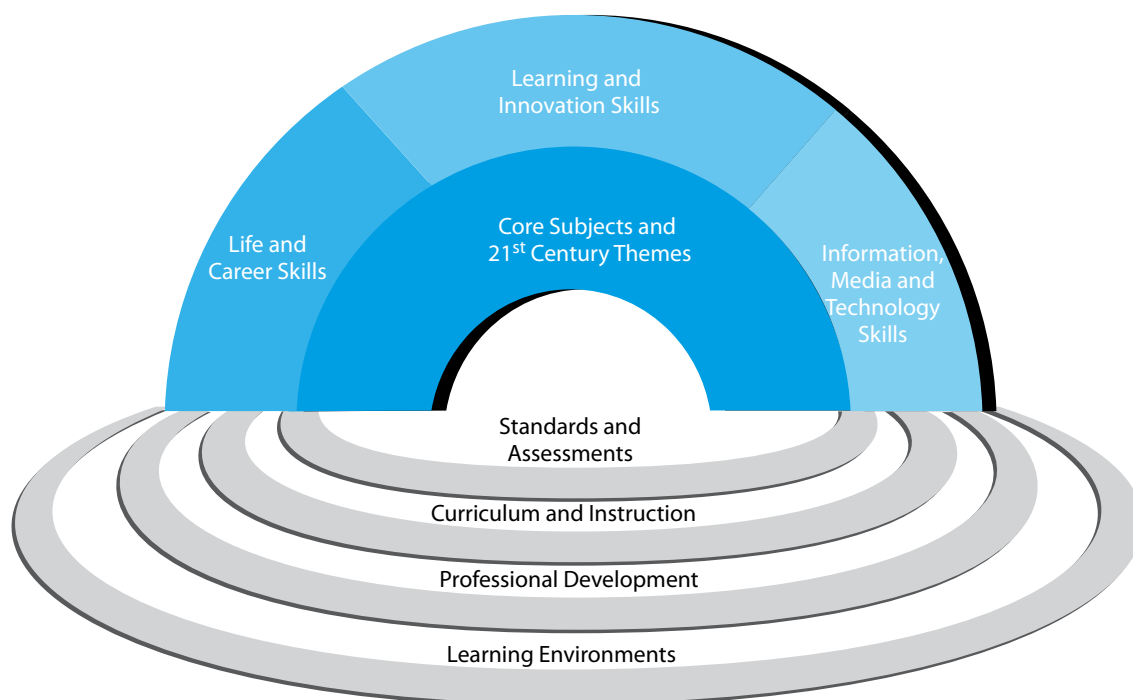 Learning and
Innovation Skills
Core Subjects and
21st Century Themes
Life and
Career Skills
Information,
Media and
Technology
Skills
Standards and
Assessments
Curriculum and Instruction
Professional Development
Learning Environments